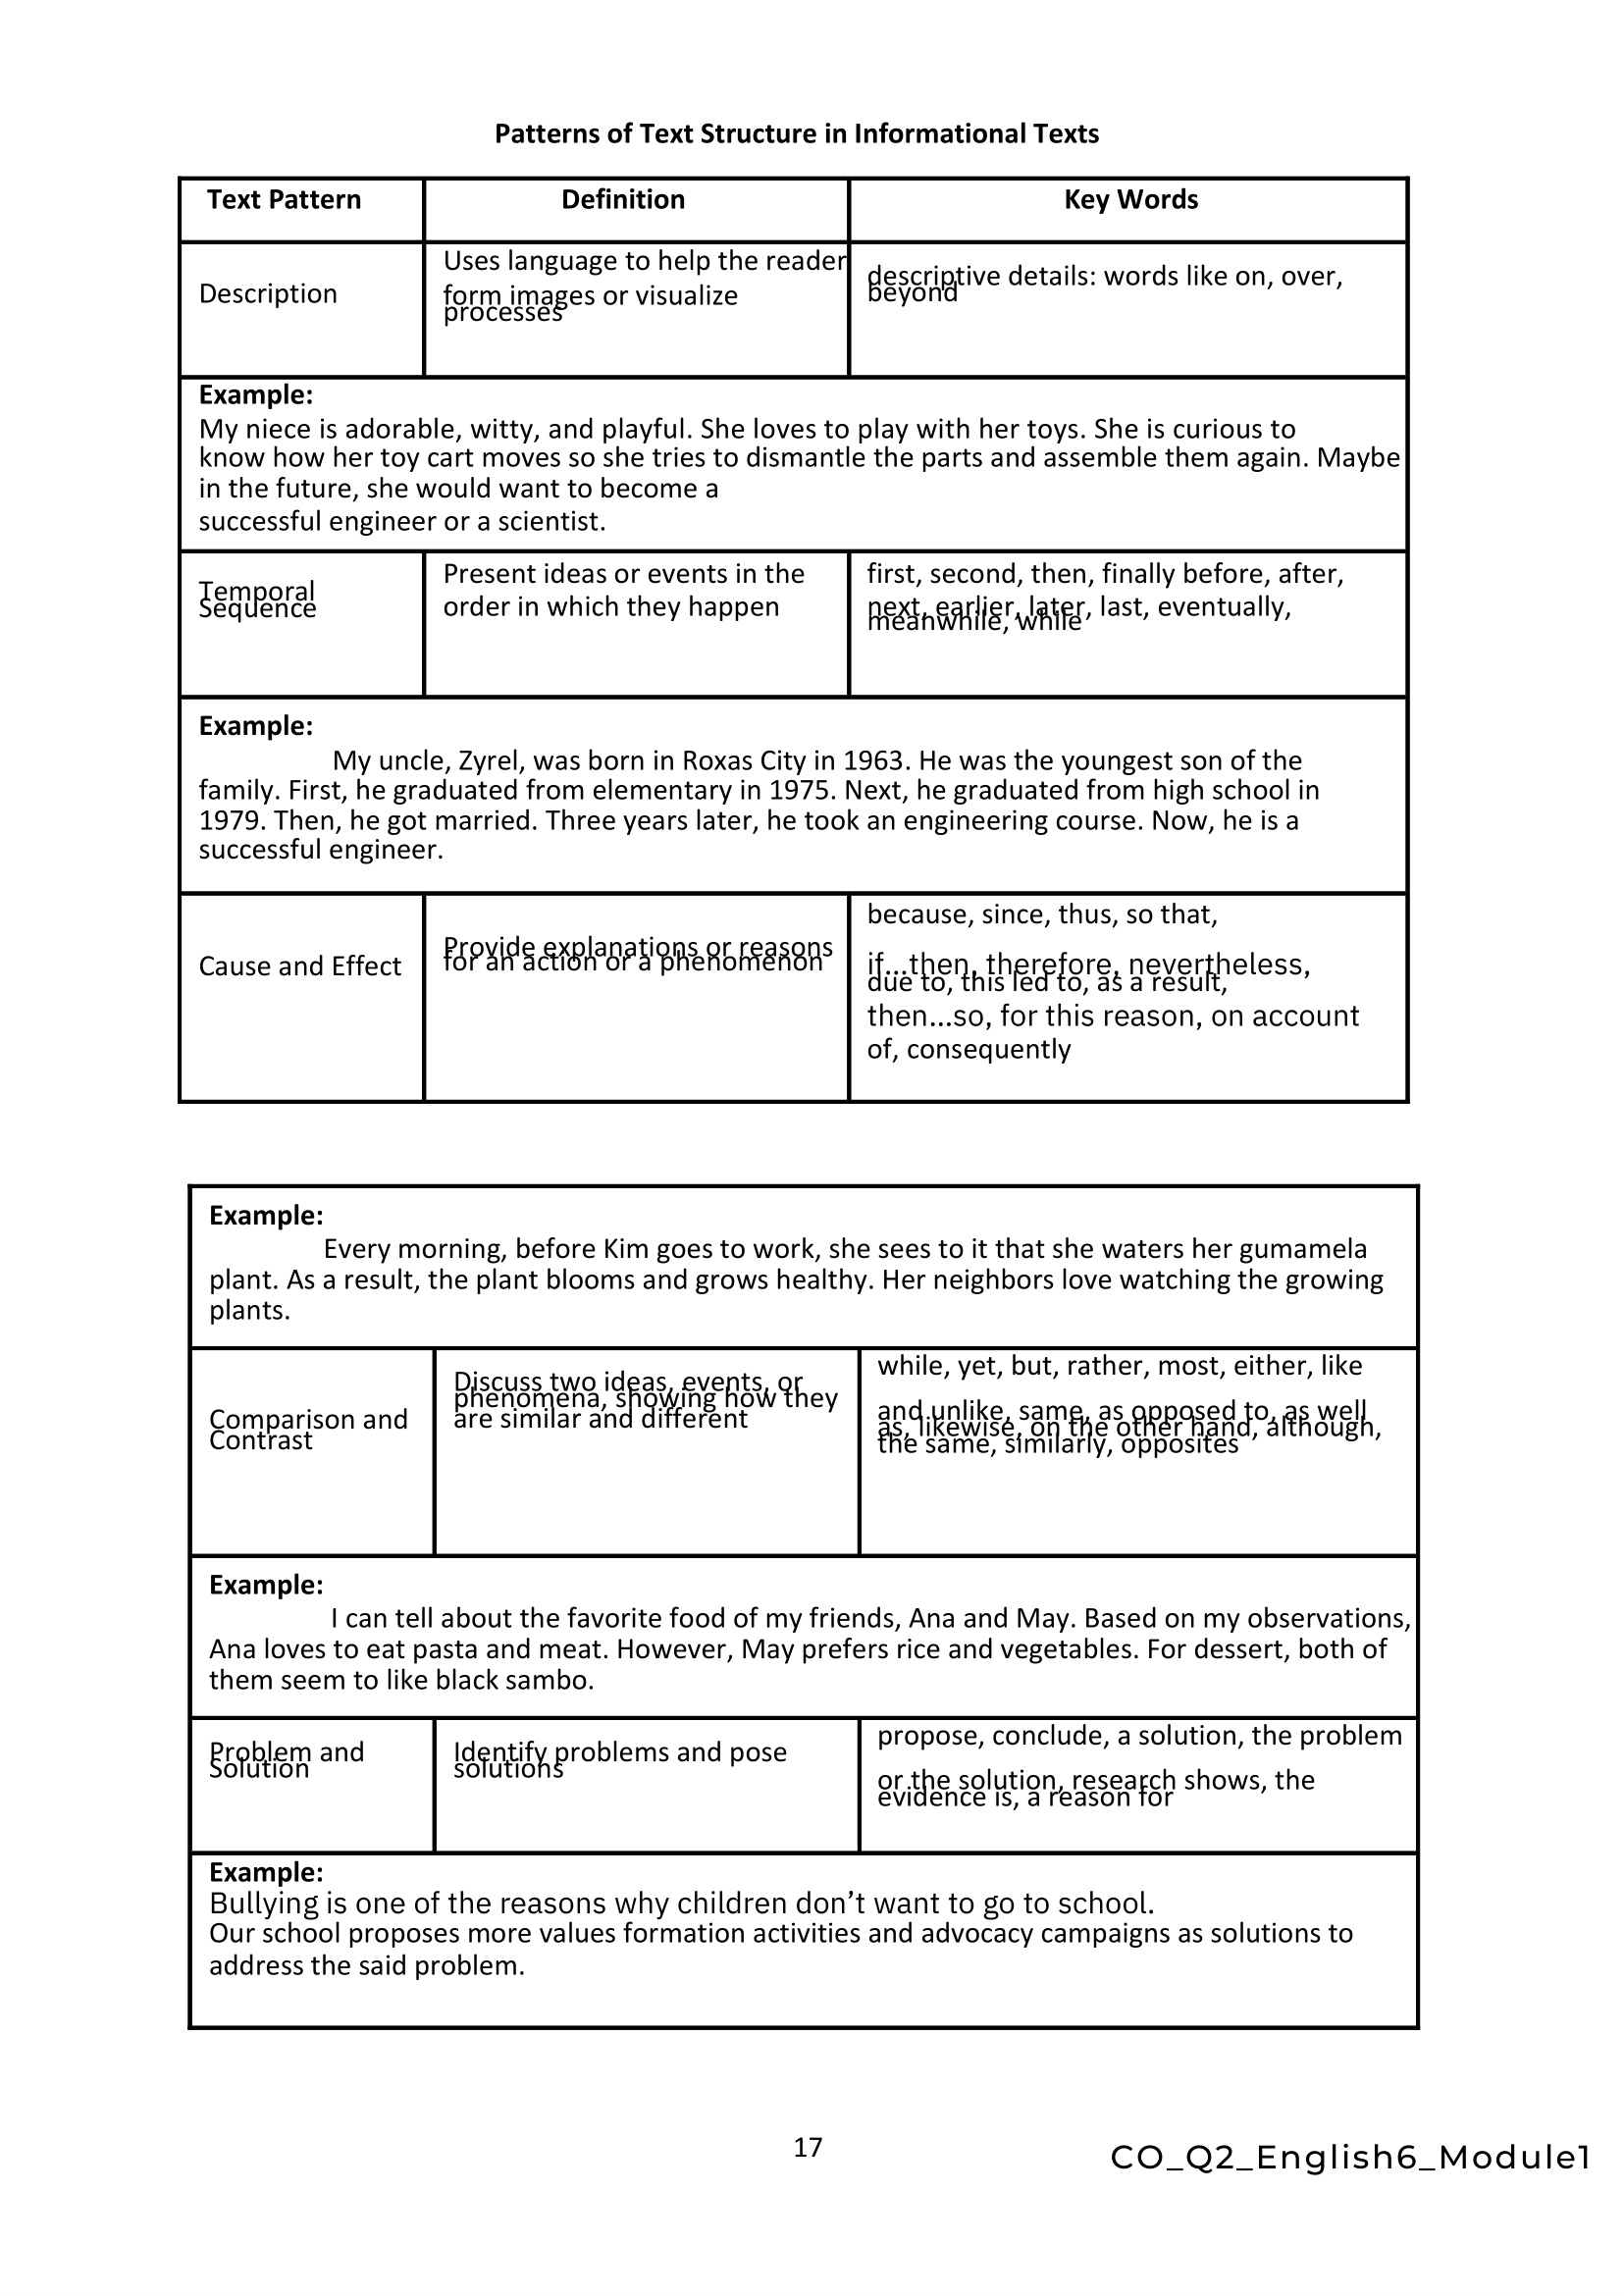 Patterns of Text Structure in Informational Texts
Text Pattern
Definition
Key Words
Description
Uses language to help the reader
form images or visualize
processes
descriptive details: words like on, over,
beyond
Example:
My niece is adorable, witty, and playful. She loves to play with her toys. She is curious to
know how her toy cart moves so she tries to dismantle the parts and assemble them again. Maybe
in the future, she would want to become a
successful engineer or a scientist.
Temporal
Sequence
Present ideas or events in the
order in which they happen
first, second, then, finally before, after,
next, earlier, later, last, eventually,
meanwhile, while
Example:
My uncle, Zyrel, was born in Roxas City in 1963. He was the youngest son of the
family. First, he graduated from elementary in 1975. Next, he graduated from high school in
1979. Then, he got married. Three years later, he took an engineering course. Now, he is a
successful engineer.
Cause and Effect
Provide explanations or reasons
for an action or a phenomenon
because, since, thus, so that,
if...then, therefore, nevertheless,
due to, this led to, as a result,
then...so, for this reason, on account
of, consequently
Example:
Every morning, before Kim goes to work, she sees to it that she waters her gumamela
plant. As a result, the plant blooms and grows healthy. Her neighbors love watching the growing
plants.
Comparison and
Contrast
Discuss two ideas, events, or
phenomena, showing how they
are similar and different
while, yet, but, rather, most, either, like
and unlike, same, as opposed to, as well
as, likewise, on the other hand, although,
the same, similarly, opposites
Example:
I can tell about the favorite food of my friends, Ana and May. Based on my observations,
Ana loves to eat pasta and meat. However, May prefers rice and vegetables. For dessert, both of
them seem to like black sambo.
Problem and
Solution
Identify problems and pose
solutions
propose, conclude, a solution, the problem
or the solution, research shows, the
evidence is, a reason for
Example:
Bullying is one of the reasons why children don’t want to go to school.
Our school proposes more values formation activities and advocacy campaigns as solutions to
address the said problem.
17
CO_Q2_English6_Module1